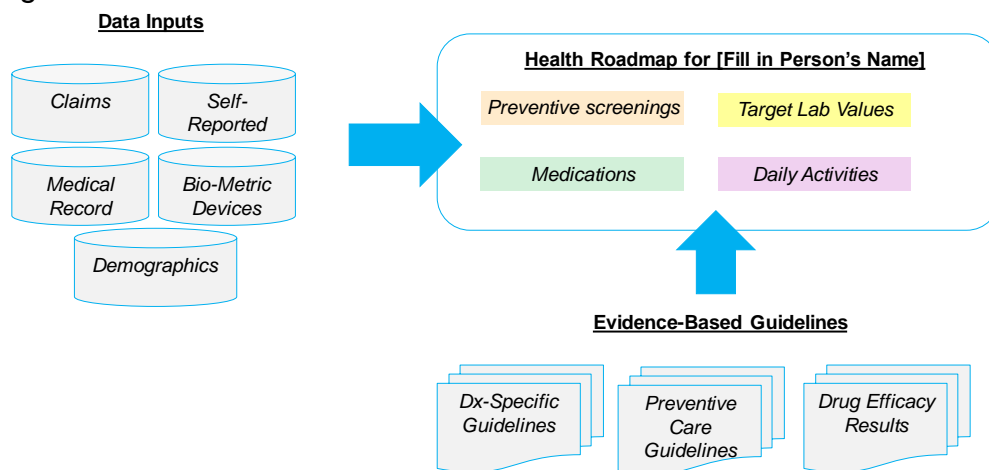 Data Inputs
Claims
Self-
Reported
Medical
Record
Bio-Metric
Devices
Demographics
Health Roadmap for [Fill in Person's Name]
Preventive screenings
Target Lab Values
Medications
Daily Activities
Evidence-Based Guidelines
Dx-Specific
Guidelines
Preventive
Care
Guidelines
Drug Efficacy
Results